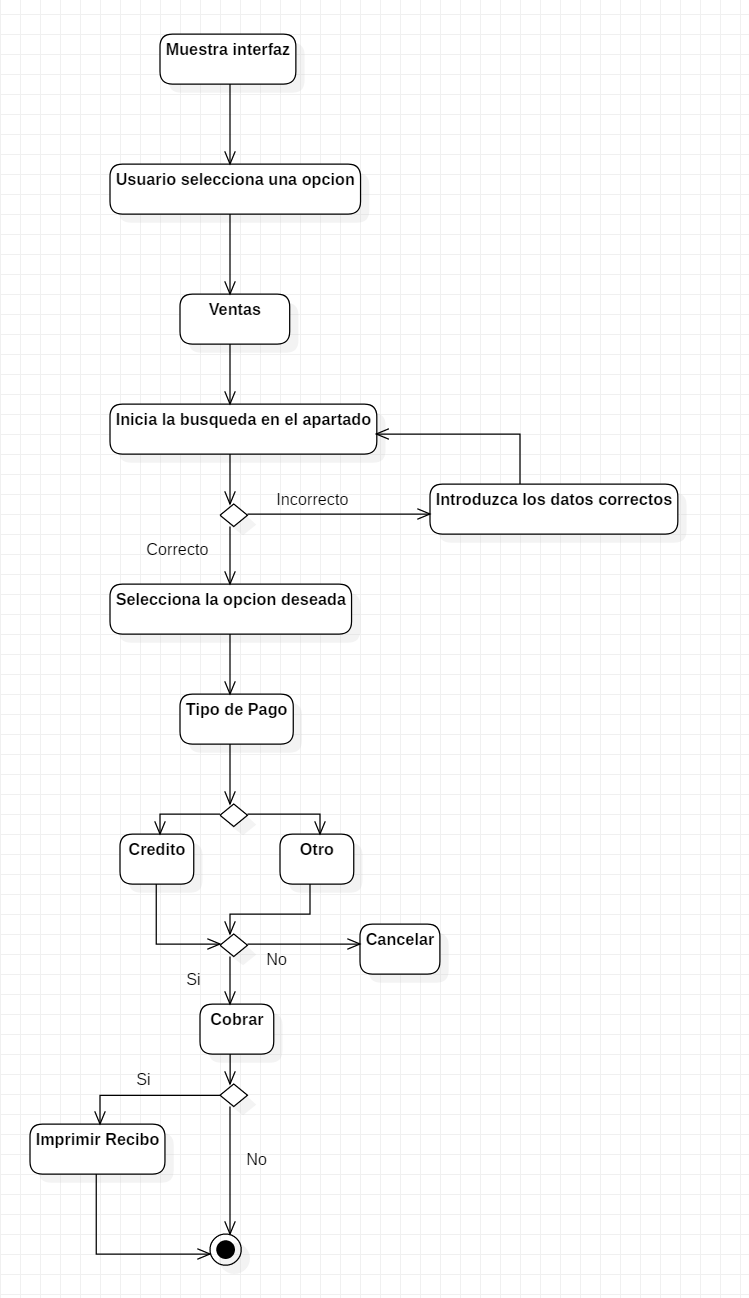 Muestra interfaz
Usuario selecciona una opcion
Ventas
Inicia la busqueda en el apartado
Incorrecto
Introduzca los datos correctos
Correcto
Selecciona la opcion deseada
Tipo de Pago
Credito
Otro
Cancelar
No
Si
Cobrar
Si
Imprimir Recibo
No